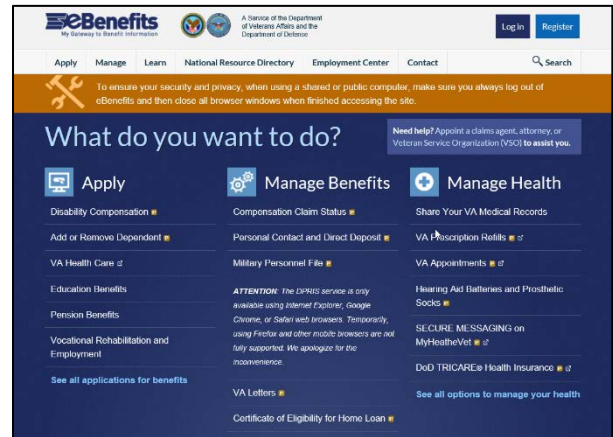 eBenefits
My Gateway to Benefit Information
A Service of the Department
of Veterans Affairs and the
Department of Defense
Log In
Register
Apply
Manage
Learn
National Resource Directory
Employment Center
Contact
Search
To ensure your security and privacy, when using a shared or public computer, make sure you always log out of
eBenefits and then close all browser windows when finished accessing the site.
What do you want to do?
Need help? Appoint a claims agent, attorney, or
Veteran Service Organization (VSO) to assist you.
Apply
Disability Compensation
Add or Remove Dependent
VA Health Care
Education Benefits
Pension Benefits
Vocational Rehabilitation and
Employment
See all applications for benefits
Manage Benefits
Compensation Claim Status
Personal Contact and Direct Deposit
Military Personnel File
ATTENTION: The DPRIS service is only
available using Internet Explorer, Google
Chrome, or Safari web browsers. Temporarily,
using Firefox and other mobile browsers are not
fully supported. We apologize for the
inconvenience.
VA Letters
Certificate of Eligibility for Home Loan
Manage Health
Share Your VA Medical Records
VA Prescription Refills
VA Appointments
Hearing Aid Batteries and Prosthetic
Socks
SECURE MESSAGING on
MyHeatheVet
DoD TRICARE® Health Insurance
See all options to manage your health